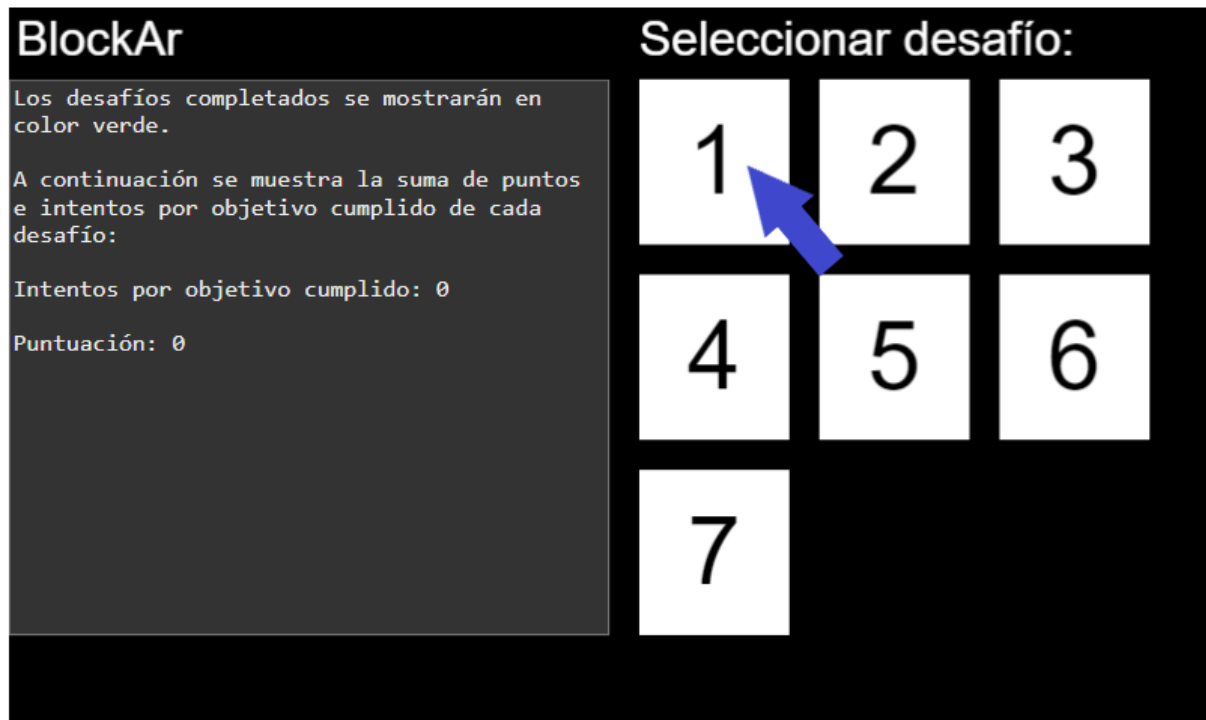 BlockAr
Los desafíos completados se mostrarán en
color verde.
A continuación se muestra la suma de puntos
e intentos por objetivo cumplido de cada
desafío:
Intentos por objetivo cumplido: 0
Puntuación: 0
Seleccionar desafío:
1 2 3
4 5 6
7